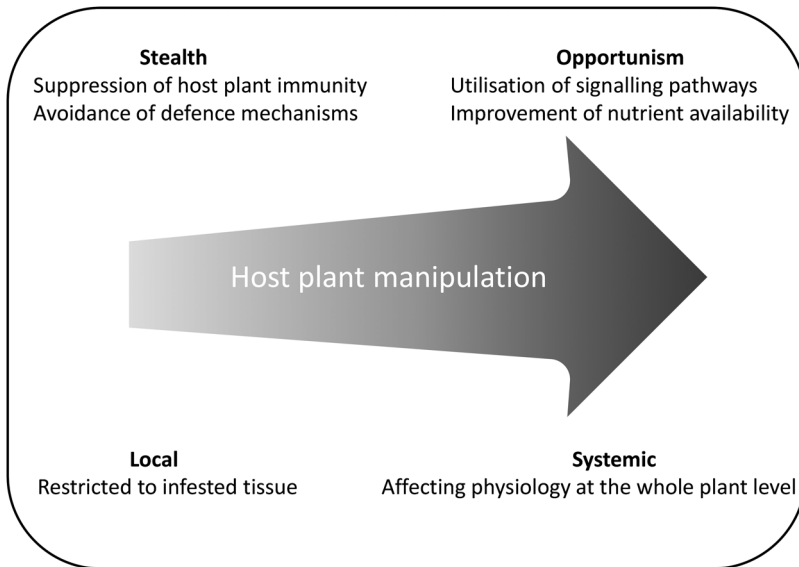 Stealth
Suppression of host plant immunity
Avoidance of defence mechanisms
Opportunism
Utilisation of signalling pathways
Improvement of nutrient availability
Host plant manipulation
Local
Restricted to infested tissue
Systemic
Affecting physiology at the whole plant level